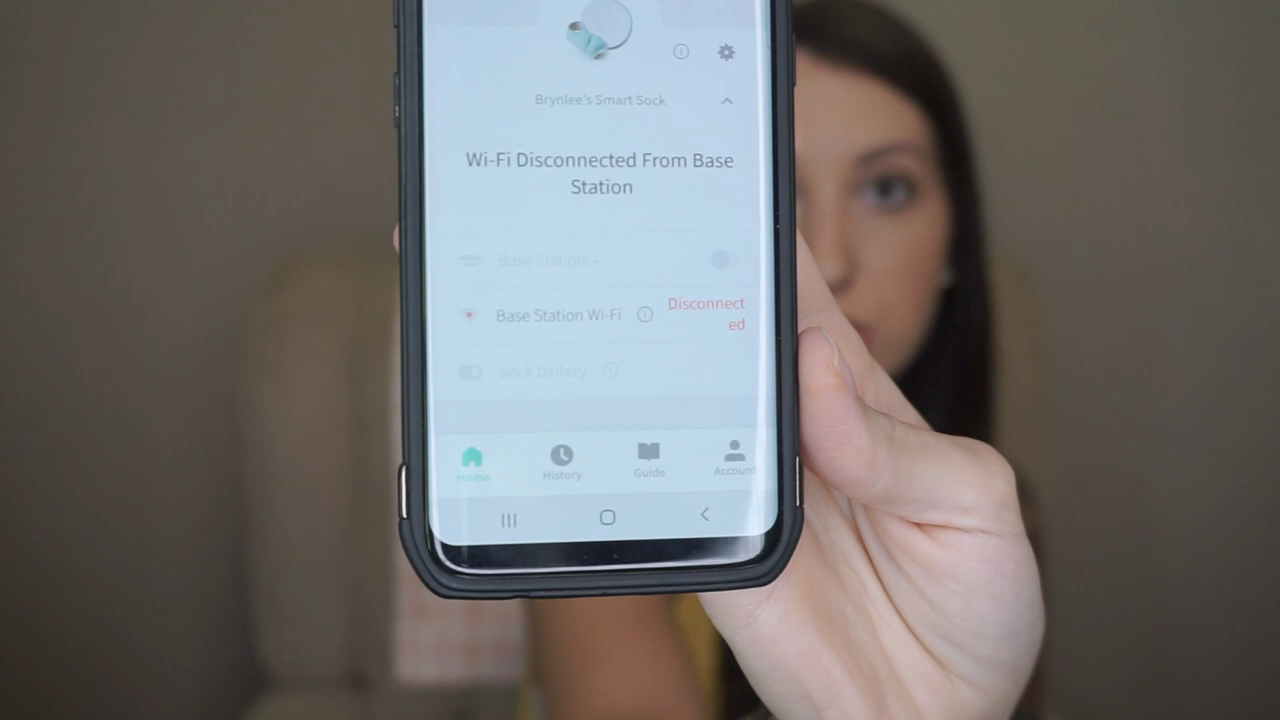 Brynlee's Smart Sock
Wi-Fi Disconnected From Base
Station
Base Station
Base Station Wi-Fi
Disconnect
ed
Sock battery
Home
History
Guide
Account